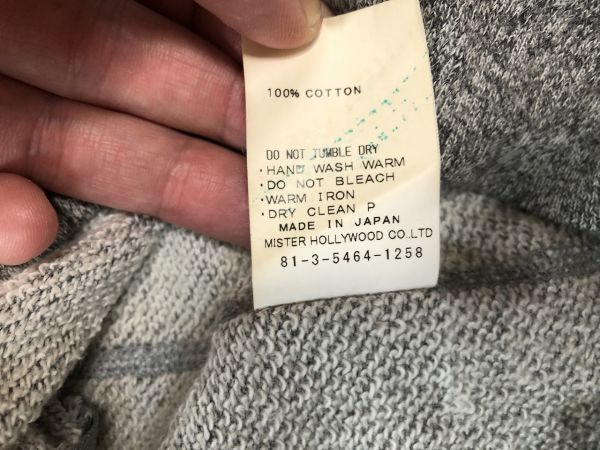 100% COTTON
DO NOT TUMBLE DRY
·HAND WASH WARM
·DO NOT BLEACH
·WARM IRON
·DRY CLEAN P
MADE IN JAPAN
MISTER HOLLYWOOD CO.,LTD
81-3-5464-1258